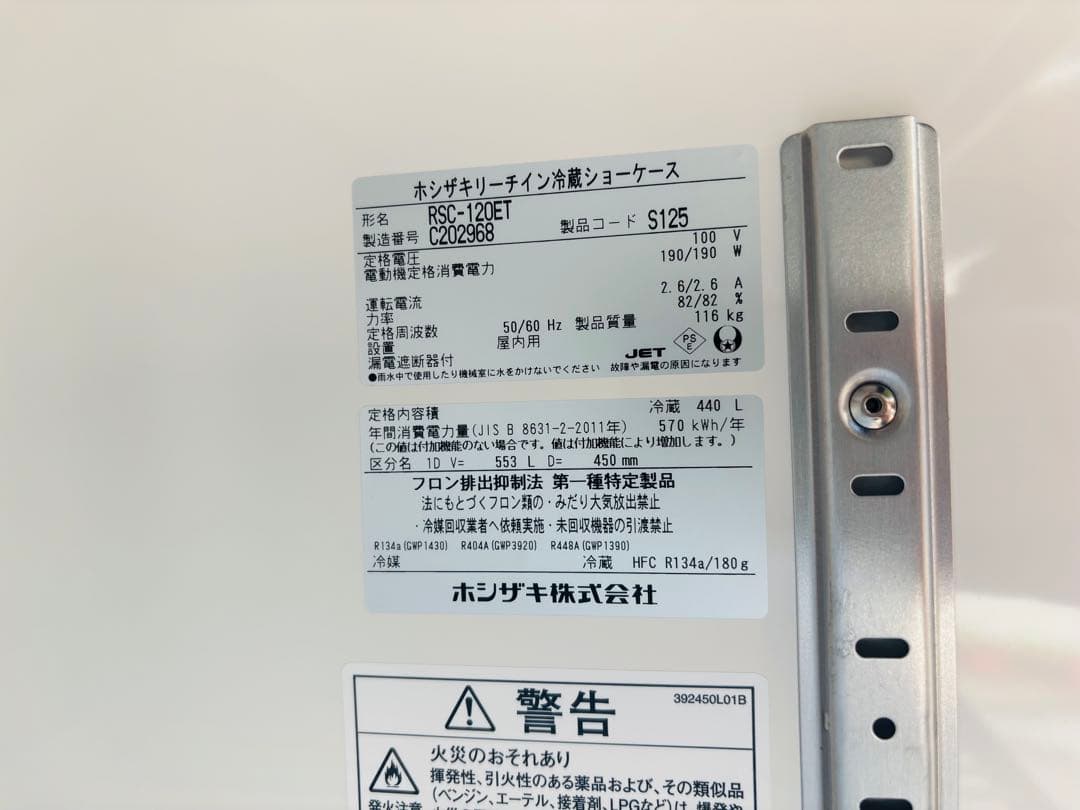 ホシザキリーチイン冷蔵ショーケース
形名 RSC-120ET
製造番号 C202968 製品コード S125
定格電圧 100 V
電動機定格消費電力 190/190 W
運転電流 2.6/2.6 A
力率 82/82 %
定格周波数 50/60 Hz 製品質量 116 kg
設置 屋内用
漏電遮断器付 JET PSE
●雨水中で使用したり機械室に水をかけないでください 故障や漏電の原因になります
定格内容積 冷蔵 440 L
年間消費電力量(JIS B 8631-2-2011年) 570 kWh/年
(この値は付加機能のない場合です。値は付加機能により増加します。)
区分名 1D V= 553 L D= 450 mm
フロン排出抑制法 第一種特定製品
法にもとづくフロン類の・みだり大気放出禁止
・冷媒回収業者へ依頼実施・未回収機器の引渡禁止
R134a(GWP1430) R404A(GWP3920) R448A(GWP1390)
冷媒 冷蔵 HFC R134a/180g
ホシザキ株式会社
警告 392450L01B
火災のおそれあり
揮発性、引火性のある薬品および、その類似品
(ベンジン、エーテル、接着剤、LPGなど)は、爆発や
発火注意